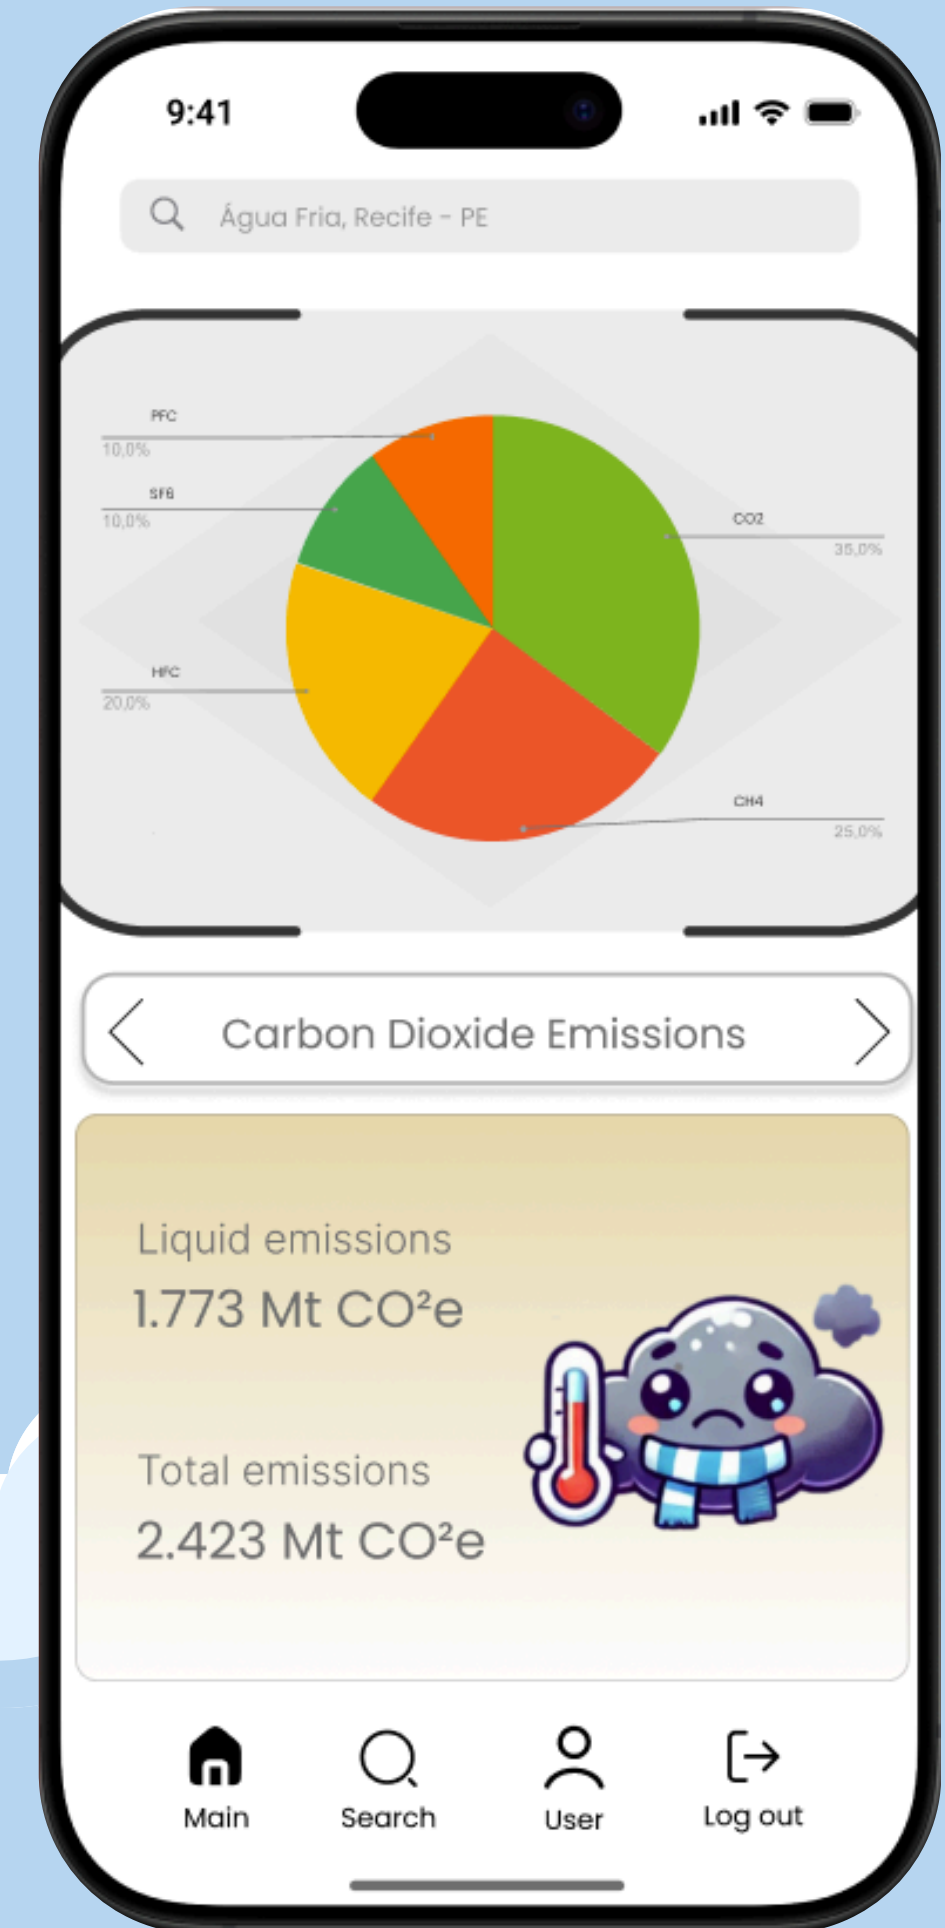 9:41
Água Fria, Recife - PE
PFC
10,0%
SF6
10,0%
CO2
35,0%
HFC
20,0%
CH4
25,0%
Carbon Dioxide Emissions
Liquid emissions
1.773 Mt CO²e
Total emissions
2.423 Mt CO²e
Main
Search
User
Log out